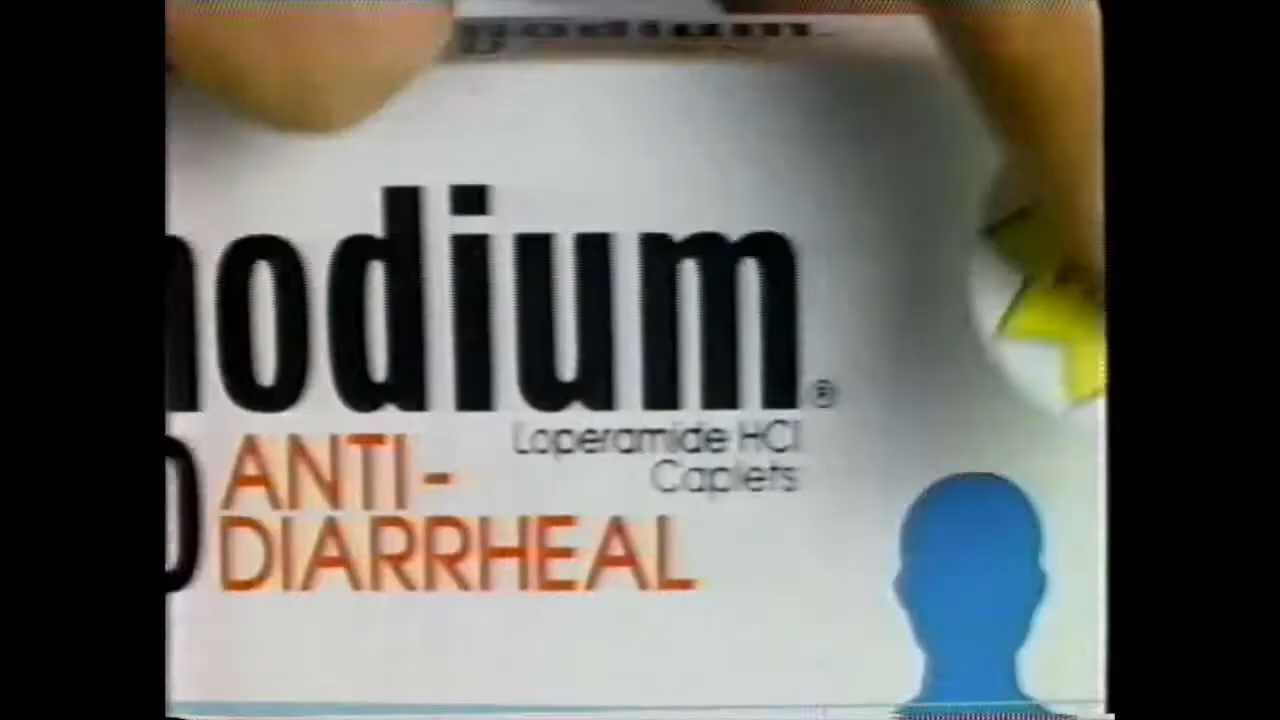 nodium®
Loperamide HCl
Caplets
D ANTI-
DIARRHEAL